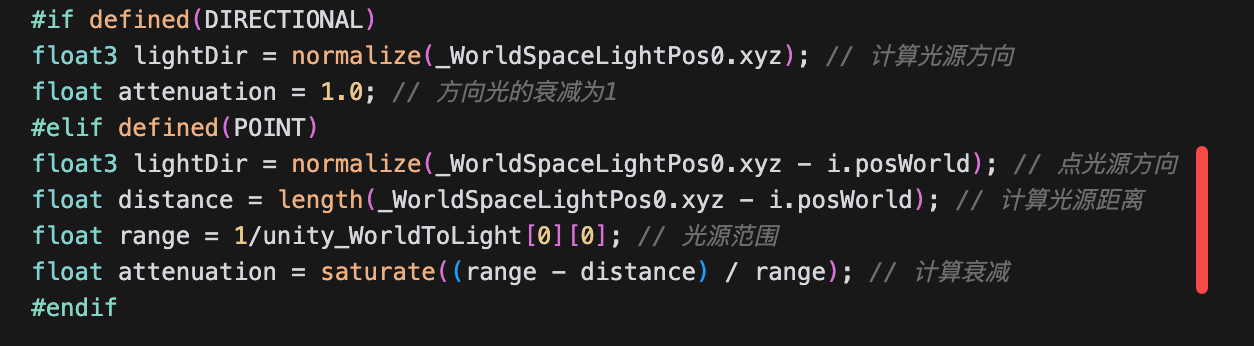 #if defined(DIRECTIONAL)
float3 lightDir = normalize(_WorldSpaceLightPos0.xyz); // 计算光源方向
float attenuation = 1.0; // 方向光的衰减为1
#elif defined(POINT)
float3 lightDir = normalize(_WorldSpaceLightPos0.xyz - i.posWorld); // 点光源方向
float distance = length(_WorldSpaceLightPos0.xyz - i.posWorld); // 计算光源距离
float range = 1/unity_WorldToLight[0][0]; // 光源范围
float attenuation = saturate((range - distance) / range); // 计算衰减
#endif